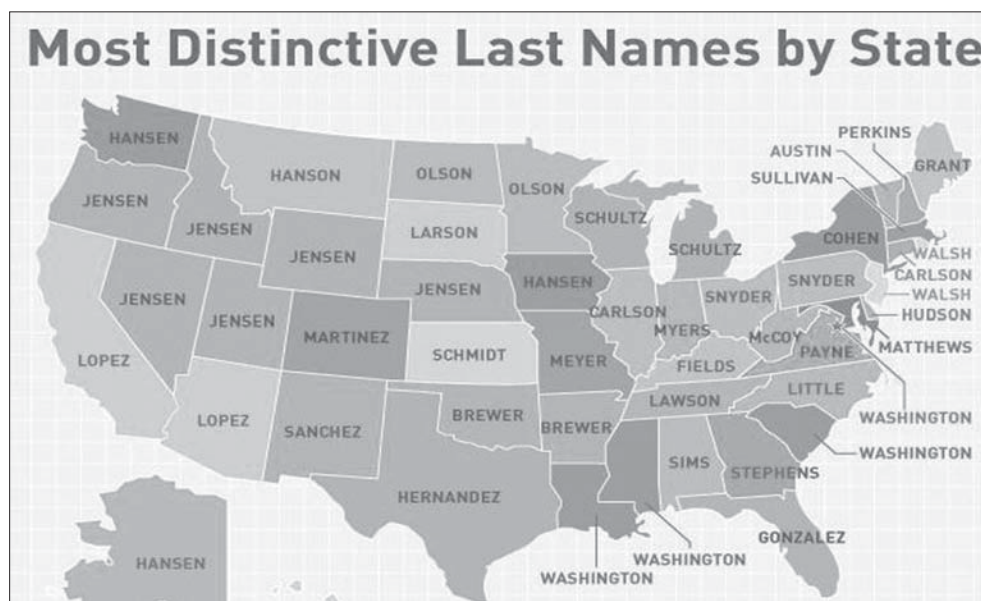 Most Distinctive Last Names by State
HANSEN
PERKINS
AUSTIN
GRANT
HANSON
OLSON
OLSON
SULLIVAN
JENSEN
SCHULTZ
JENSEN
LARSON
COHEN
SCHULTZ
JENSEN
WALSH
CARLSON
SNYDER
HANSEN
JENSEN
JENSEN
WALSH
SNYDER
CARLSON
HUDSON
JENSEN
MARTINEZ
MYERS
McCOY
MATTHEWS
LOPEZ
SCHMIDT
MEYER
PAYNE
FIELDS
LITTLE
LAWSON
WASHINGTON
LOPEZ
BREWER
BREWER
SANCHEZ
WASHINGTON
SIMS
STEPHENS
HERNANDEZ
GONZALEZ
WASHINGTON
HANSEN
WASHINGTON